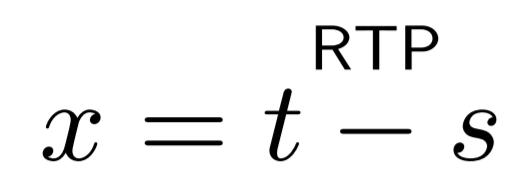 RTP
x = t − s